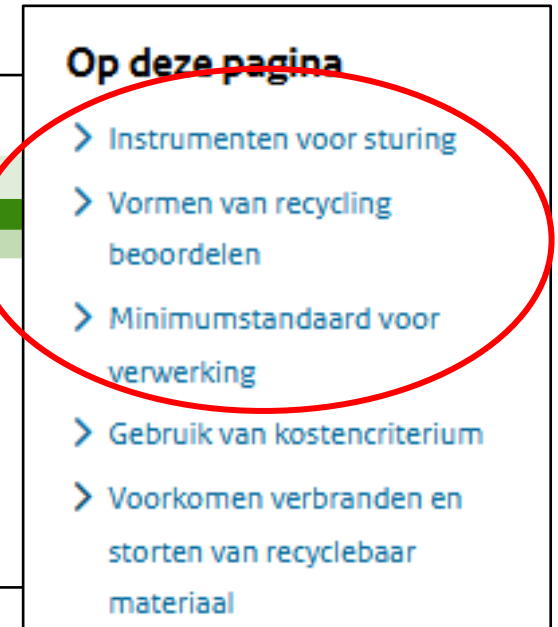 Op deze pagina
Instrumenten voor sturing
Vormen van recycling
beoordelen
Minimumstandaard voor
verwerking
Gebruik van kostencriterium
Voorkomen verbranden en
storten van recyclebaar
materiaal